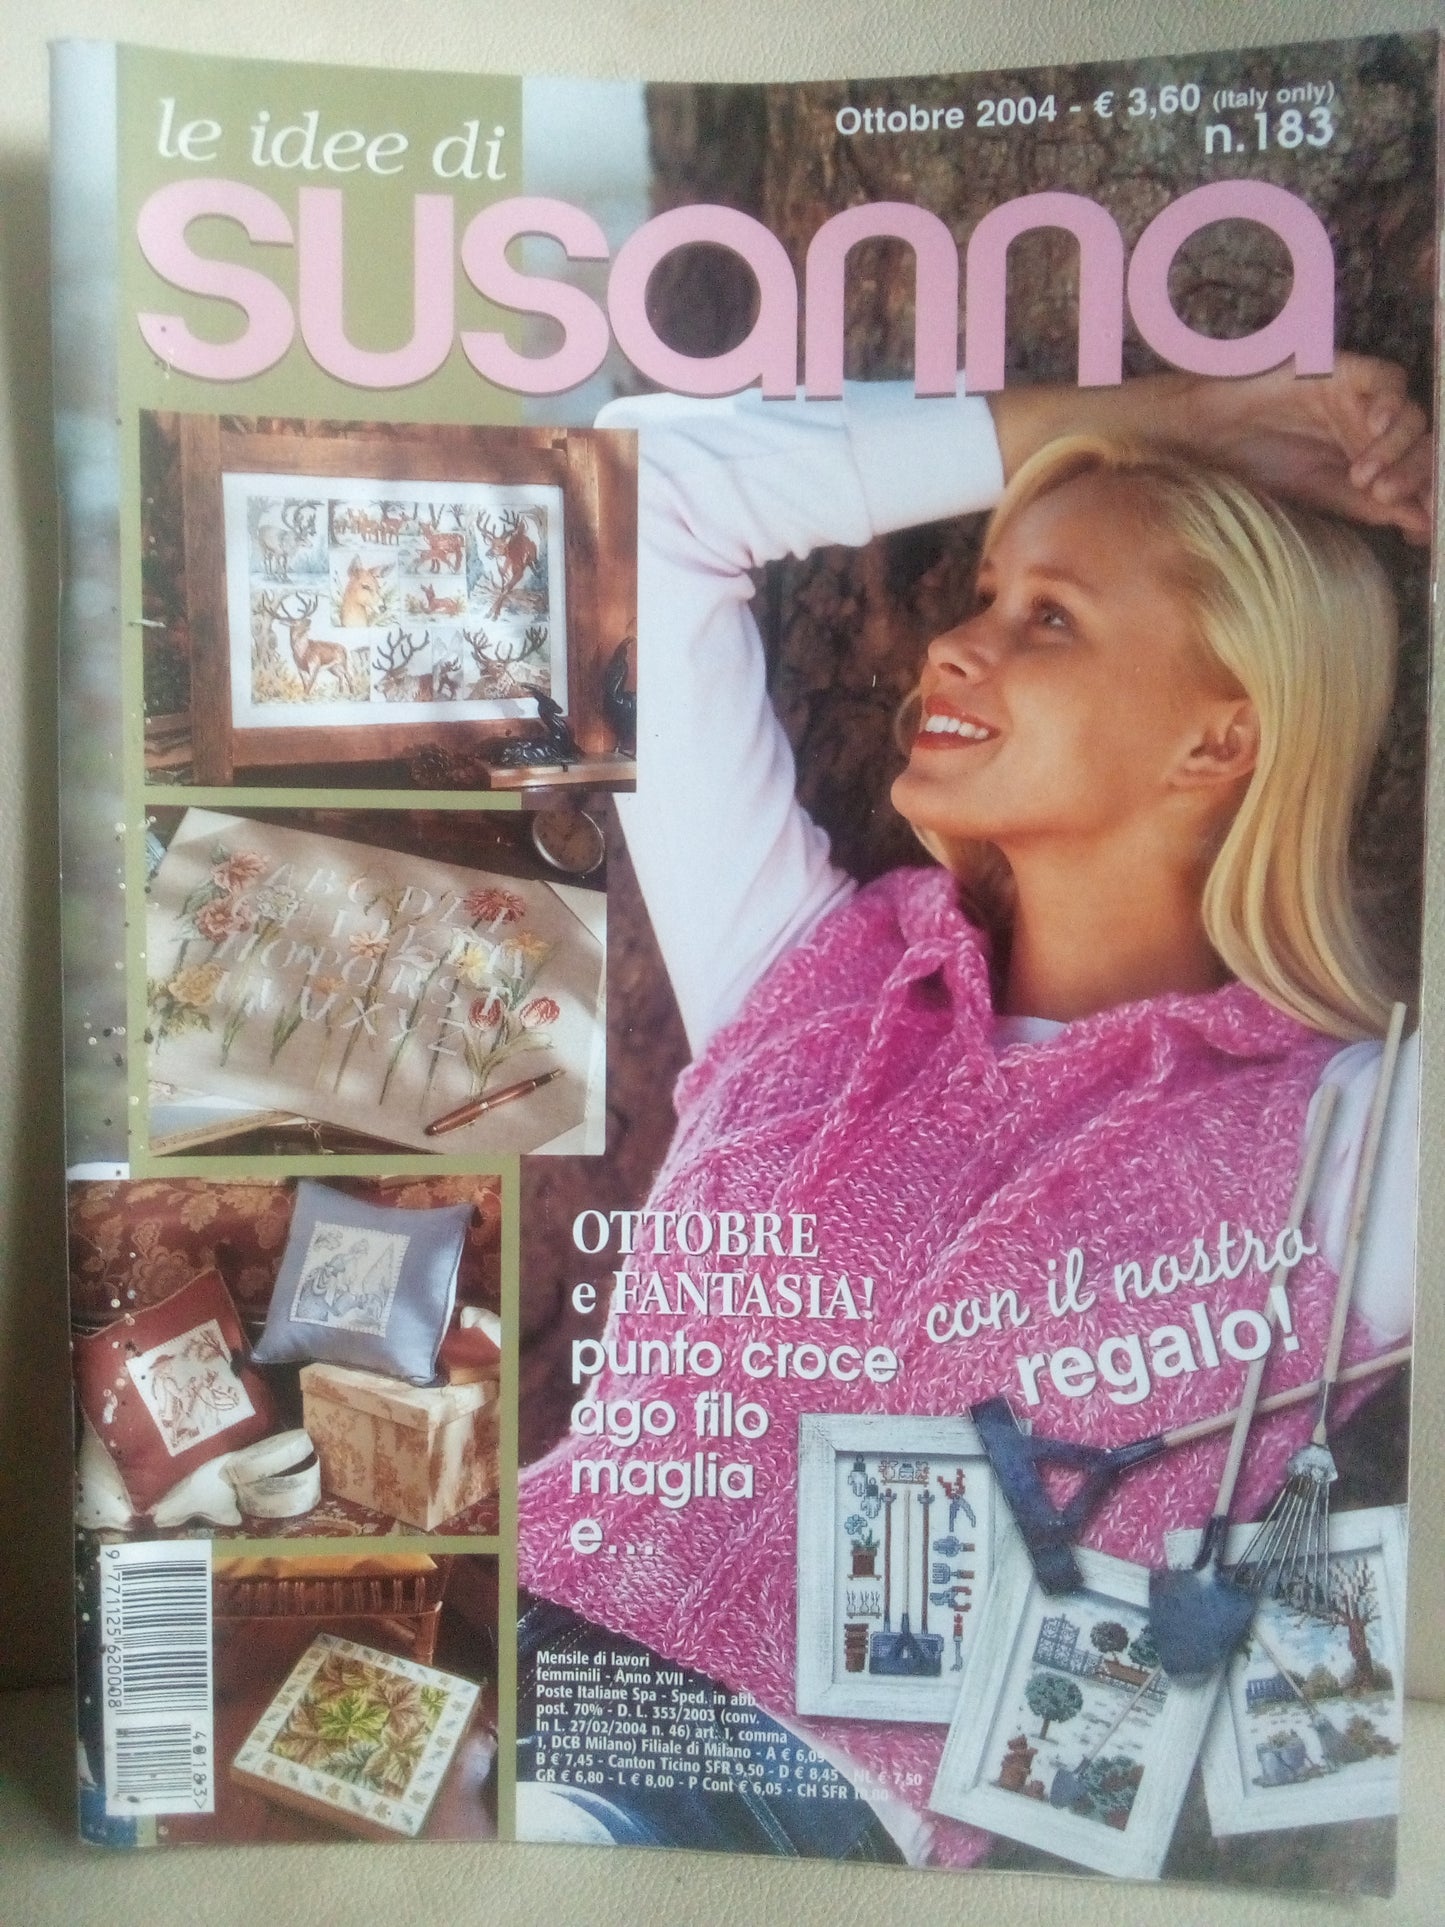 le idee di
susanna
Ottobre 2004 - € 3,60 (Italy only)
n.183
OTTOBRE
e FANTASIA!
punto croce
ago filo
maglia
e...
con il nostro
regalo!
Mensile di lavori
femminili - Anno XVII -
Poste Italiane Spa - Sped. in abb
post. 70% - D. L. 353/2003 (conv.
In L. 27/02/2004 n. 46) art. 1, comma
1, DCB Milano) Filiale di Milano - A € 6,05
B € 7,45 - Canton Ticino SFR 9,50 - D € 8,45 - NL € 7,50
GR € 6,80 - L € 8,00 - P Cont € 6,05 - CH SFR 10,00
9 771125 620008
40183>